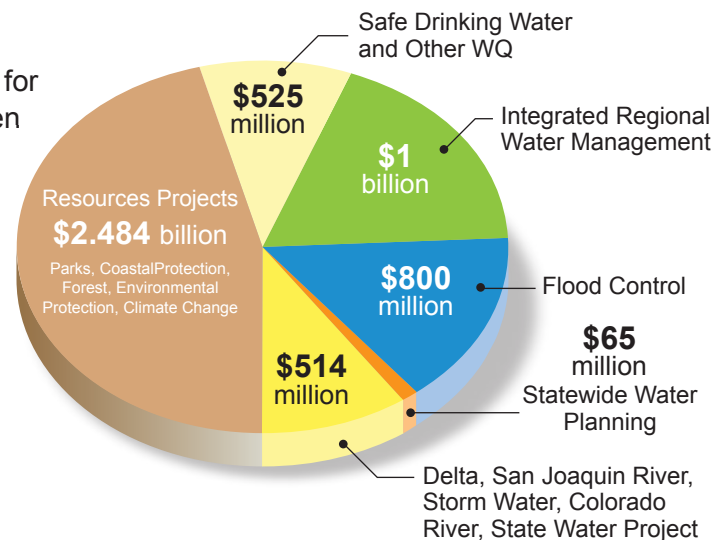 for
en
Safe Drinking Water
and Other WQ
$525
million
Integrated Regional
Water Management
$1
billion
Resources Projects
$2.484 billion
Parks, CoastalProtection,
Forest, Environmental
Protection, Climate Change
$800
million
Flood Control
$65
million
Statewide Water
Planning
$514
million
Delta, San Joaquin River,
Storm Water, Colorado
River, State Water Project